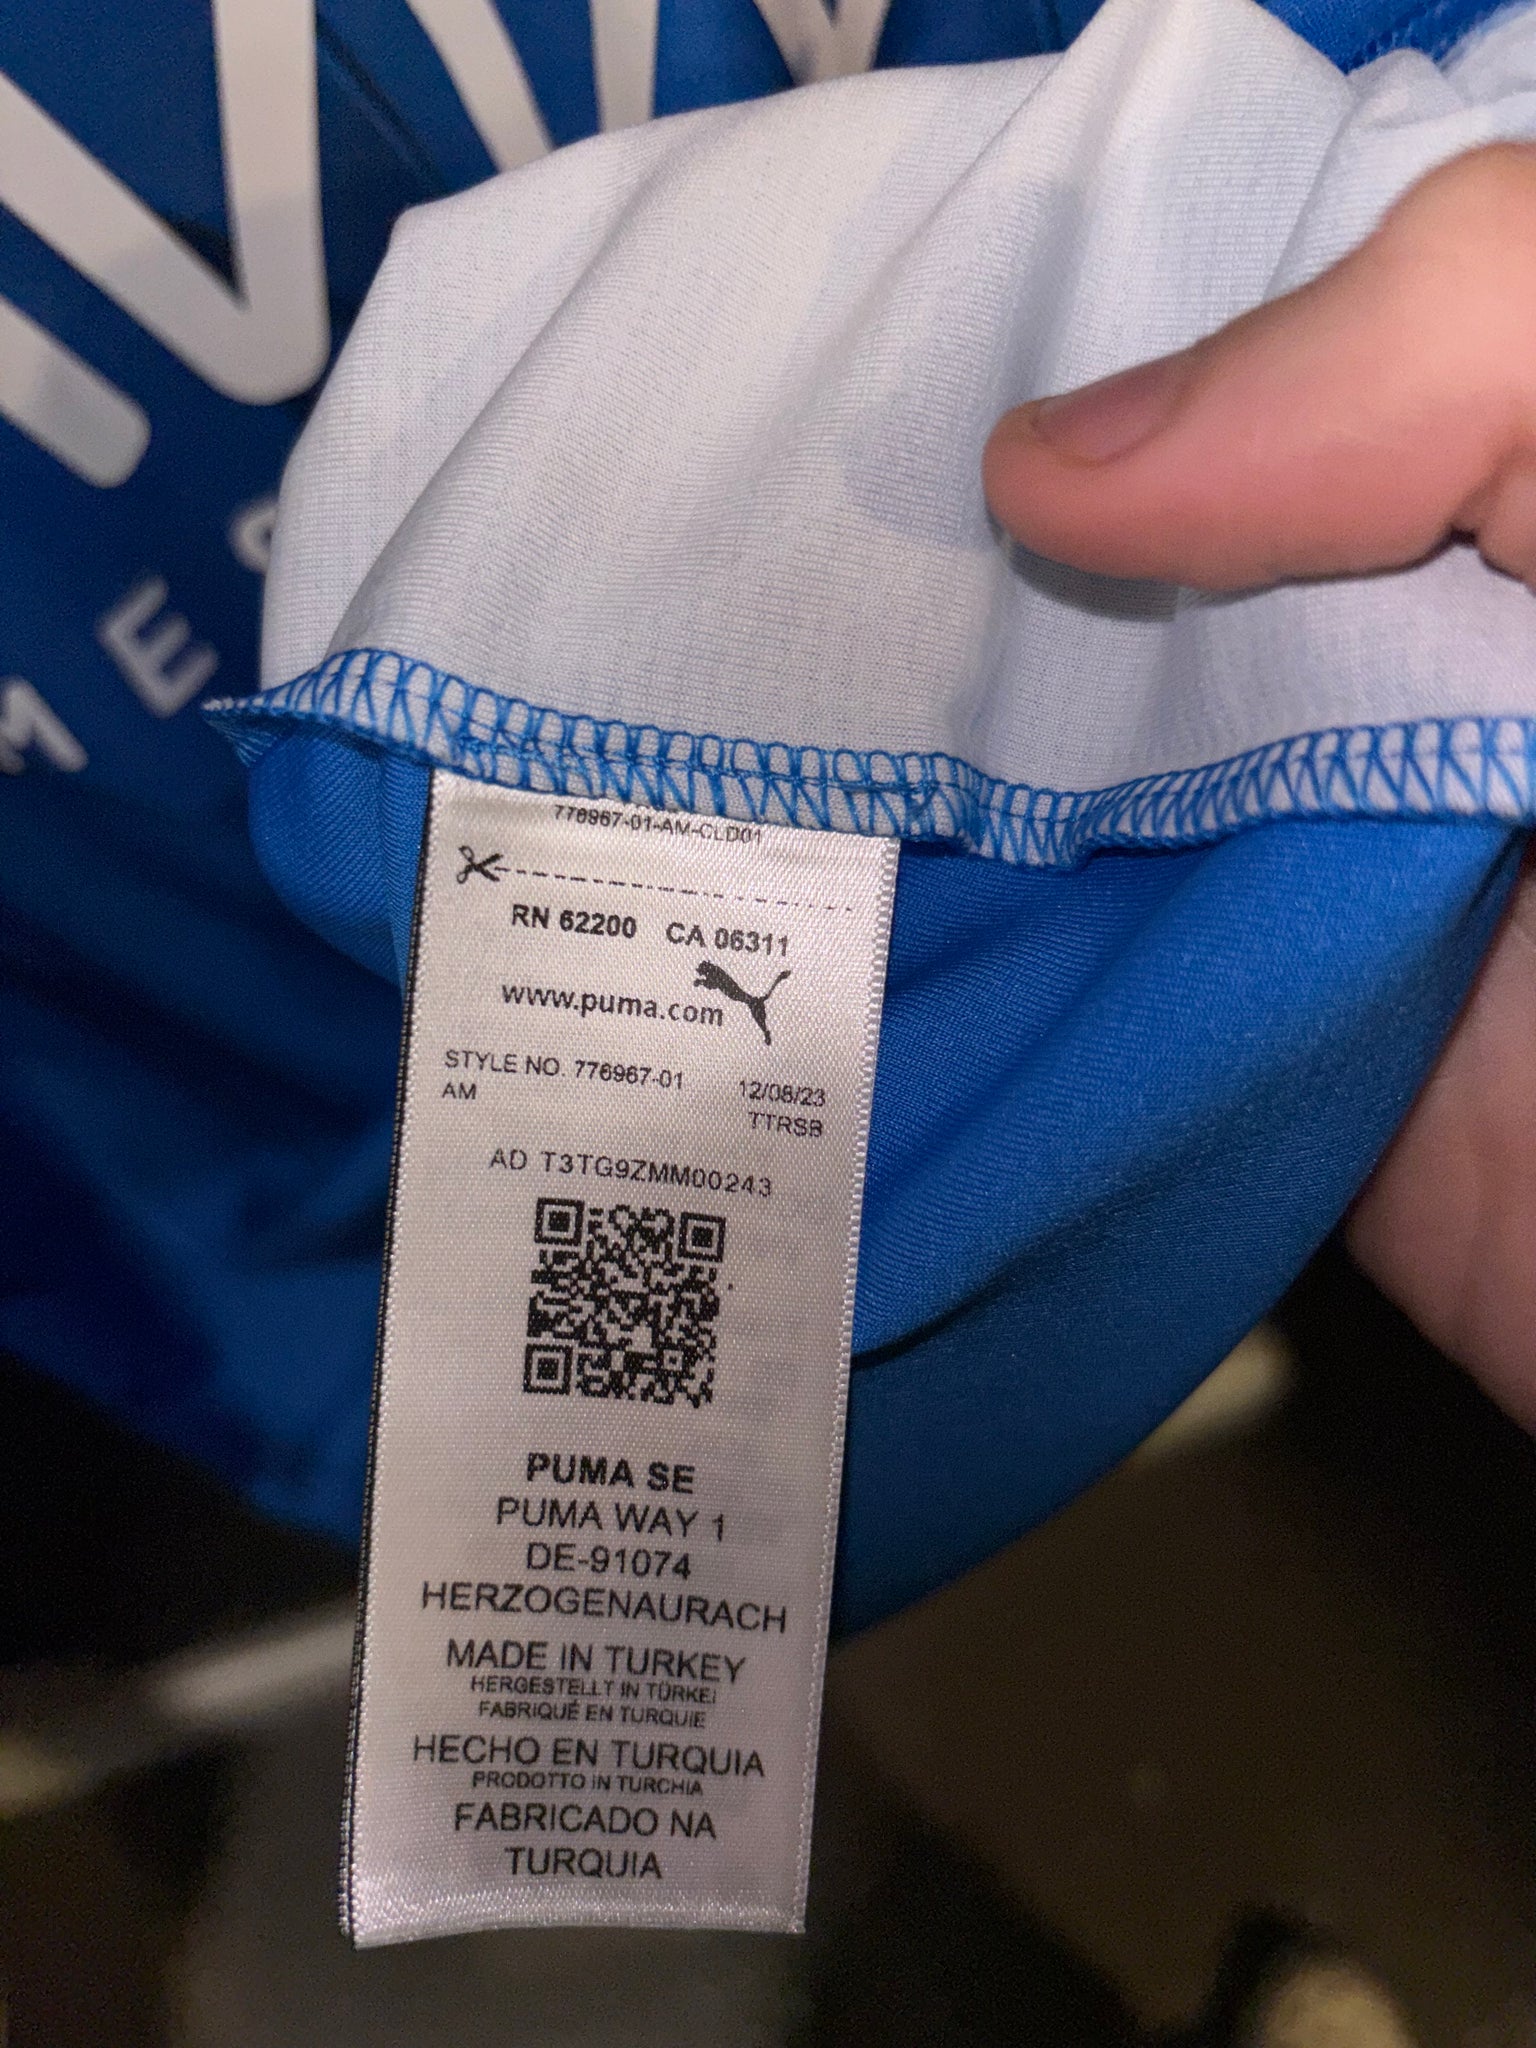 M E
776967-01-AM-CLD01
RN 62200 CA 06311
www.puma.com
STYLE NO. 776967-01 12/08/23
AM TTRSB
AD T3TG9ZMM00243
PUMA SE
PUMA WAY 1
DE-91074
HERZOGENAURACH
MADE IN TURKEY
HERGESTELLT IN TÜRKEI
FABRIQUÉ EN TURQUIE
HECHO EN TURQUIA
PRODOTTO IN TURCHIA
FABRICADO NA
TURQUIA